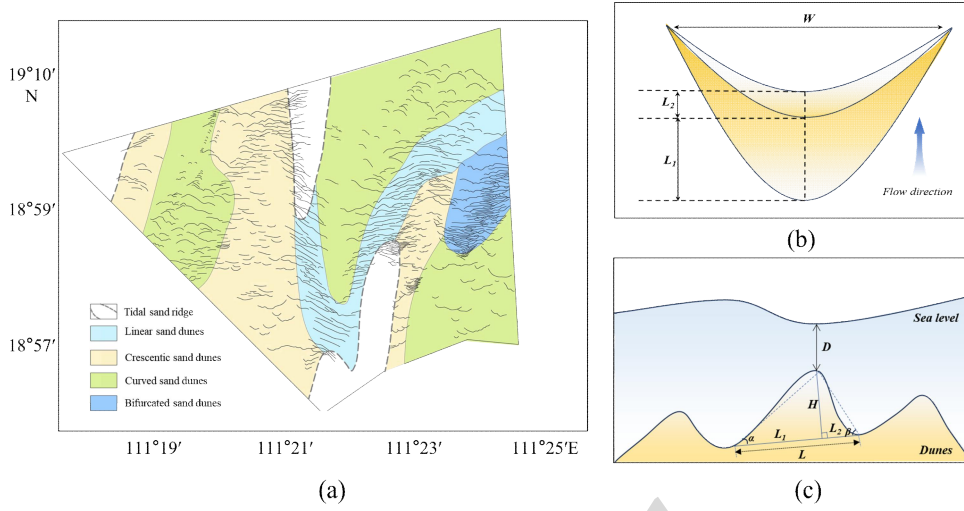 19°10′
N
18°59′
18°57′
Tidal sand ridge
Linear sand dunes
Crescentic sand dunes
Curved sand dunes
Bifurcated sand dunes
111°19′
111°21′
111°23′
111°25′E
(a)
W
L₂
L₁
Flow direction
(b)
Sea level
D
H
α
L₁
L₂
β
L
Dunes
(c)